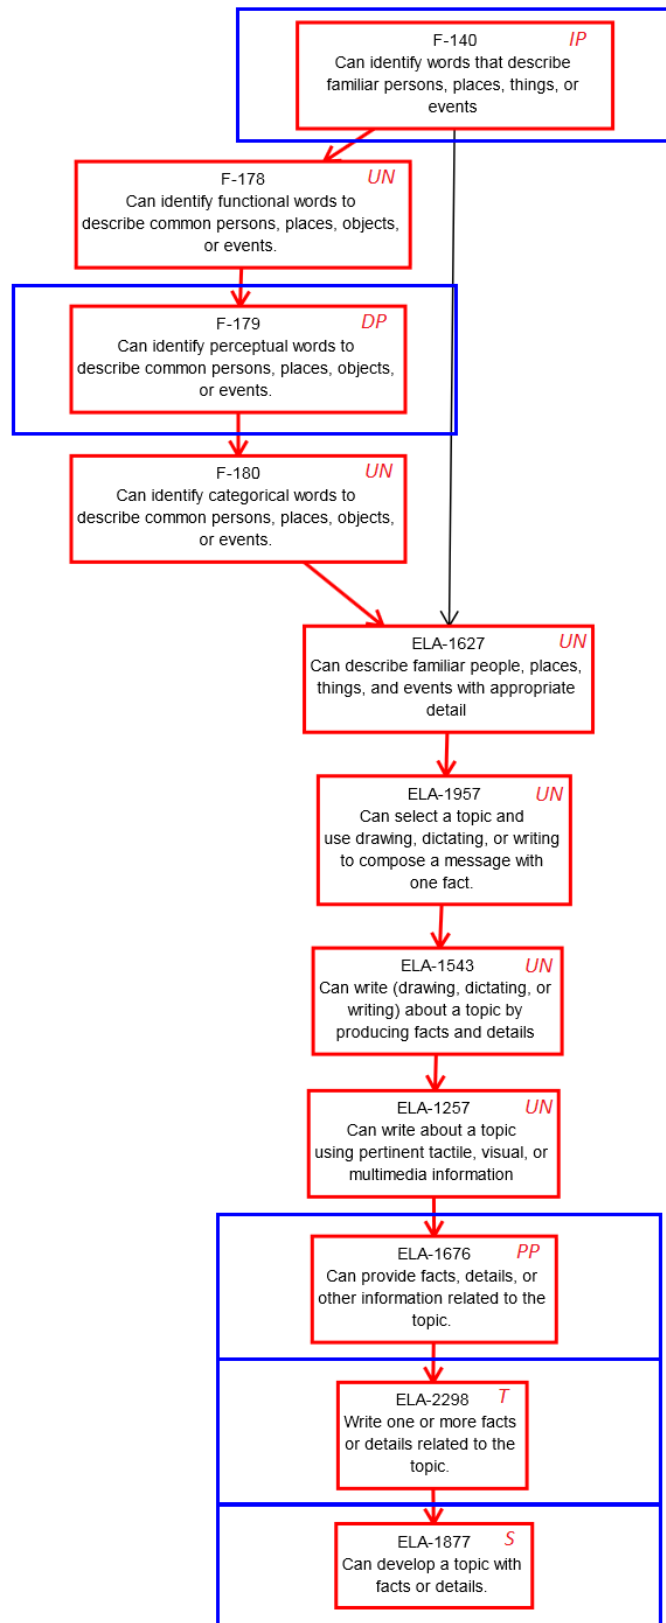 F-140 IP
Can identify words that describe
familiar persons, places, things, or
events
F-178 UN
Can identify functional words to
describe common persons, places, objects,
or events.
F-179 DP
Can identify perceptual words to
describe common persons, places, objects,
or events.
F-180 UN
Can identify categorical words to
describe common persons, places, objects,
or events.
ELA-1627 UN
Can describe familiar people, places,
things, and events with appropriate
detail
ELA-1957 UN
Can select a topic and
use drawing, dictating, or writing
to compose a message with
one fact.
ELA-1543 UN
Can write (drawing, dictating, or
writing) about a topic by
producing facts and details
ELA-1257 UN
Can write about a topic
using pertinent tactile, visual, or
multimedia information
ELA-1676 PP
Can provide facts, details, or
other information related to the
topic.
ELA-2298 T
Write one or more facts
or details related to the
topic.
ELA-1877 S
Can develop a topic with
facts or details.